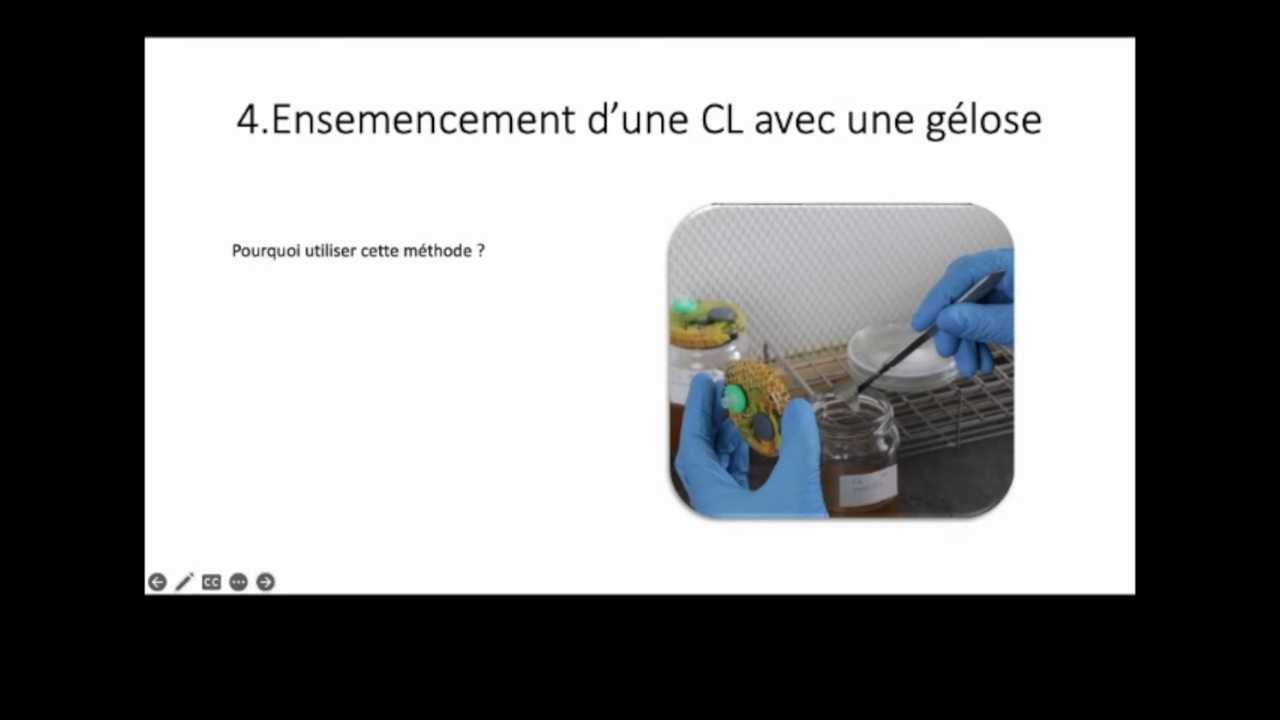 4.Ensemencement d’une CL avec une gélose
Pourquoi utiliser cette méthode ?
CC